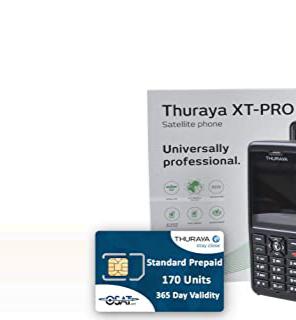 Thuraya XT-PRO
Satellite phone
Universally
professional.
THURAYA
THURAYA
stay close
Standard Prepaid
170 Units
365 Day Validity
OSAT